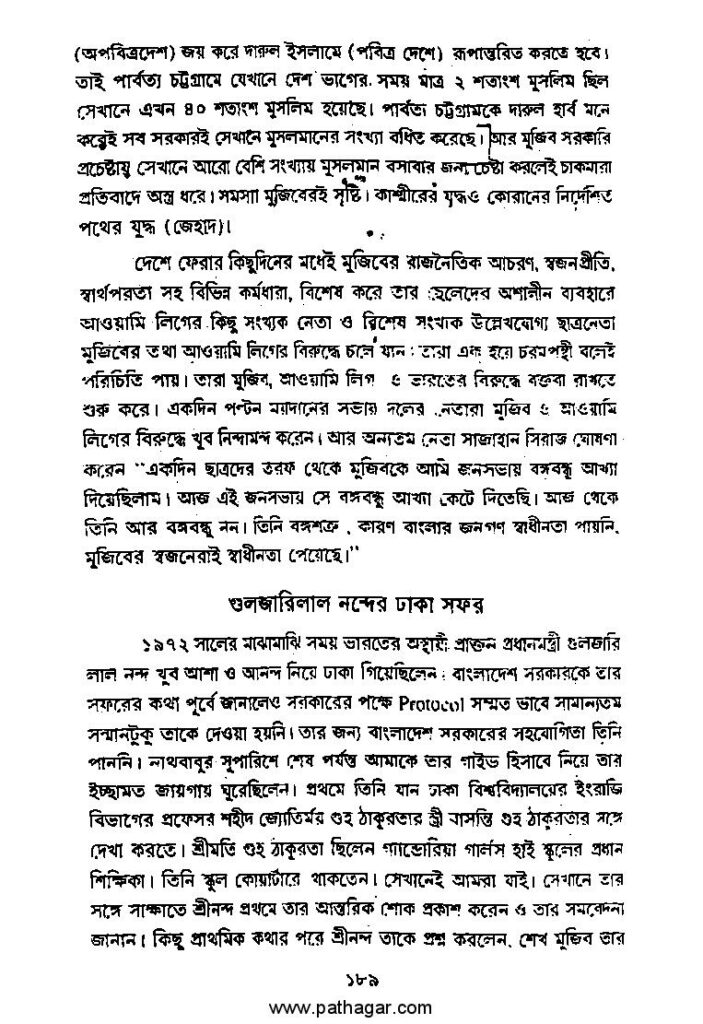 (অপবিত্রদেশ) জয় করে দারুল ইসলামে (পবিত্র দেশে) রূপান্তরিত করতে হবে।
তাই পার্বত্য চট্টগ্রামে যেখানে দেশ ভাগের সময় মাত্র ২ শতাংশ মুসলিম ছিল
সেখানে এখন ৪০ শতাংশ মুসলিম হয়েছে। পার্বত্য চট্টগ্রামকে দারুল হার্ব মনে
করেই সব সরকারই সেখানে মুসলমানের সংখ্যা বধিত করেছে। আর মুজিব সরকারি
প্রচেষ্টায় সেখানে আরো বেশি সংখ্যায় মুসলমান বসাবার জন্য চেষ্টা করলেই চাকমারা
প্রতিবাদে অস্ত্র ধরে। সমস্যা মুজিবেরই সৃষ্টি। কাশ্মীরের যুদ্ধও কোরানের নির্দেশিত
পথের যুদ্ধ (জেহাদ)।
দেশে ফেরার কিছুদিনের মধেই মুজিবের রাজনৈতিক আচরণ, স্বজনপ্রীতি,
স্বার্থপরতা সহ বিভিন্ন কর্মধারা, বিশেষ করে তার ছেলেদের অশালীন ব্যবহারে
আওয়ামি লিগের কিছু সংখ্যক নেতা ও বিশেষ সংখ্যক উল্লেখযোগ্য ছাত্রনেতা
মুজিবের তথা আওয়ামি লিগের বিরুদ্ধে চলে যান। তারা এক হয়ে চরমপন্থী বলেই
পরিচিতি পায়। তারা মুজিব, আওয়ামি লিগ ও ভারতের বিরুদ্ধে বক্তব্য রাখতে
শুরু করে। একদিন পল্টন ময়দানের সভায় দলের নেতারা মুজিব ও আওয়ামি
লিগের বিরুদ্ধে খুব নিন্দামন্দ করেন। আর অন্যতম নেতা সাজাহান সিরাজ ঘোষণা
করেন "একদিন ছাত্রদের তরফ থেকে মুজিবকে আমি জনসভায় বঙ্গবন্ধু আখ্যা
দিয়েছিলাম। আজ এই জনসভায় সে বঙ্গবন্ধু আখ্যা কেটে দিতেছি। আজ থেকে
তিনি আর বঙ্গবন্ধু নন। তিনি বঙ্গশত্রু, কারণ বাংলার জনগণ স্বাধীনতা পায়নি,
মুজিবের স্বজনেরাই স্বাধীনতা পেয়েছে।"
গুলজারিলাল নন্দের ঢাকা সফর
১৯৭২ সালের মাঝামাঝি সময় ভারতের অস্থায়ী প্রাক্তন প্রধানমন্ত্রী গুলজারি
লাল নন্দ খুব আশা ও আনন্দ নিয়ে ঢাকা গিয়েছিলেন। বাংলাদেশ সরকারকে তার
সফরের কথা পূর্বে জানালেও সরকারের পক্ষে Protocol সম্মত ভাবে সামান্যতম
সন্মানটুকু তাকে দেওয়া হয়নি। তার জন্য বাংলাদেশ সরকারের সহযোগিতা তিনি
পাননি। নাথবাবুর সুপারিশে শেষ পর্যন্ত আমাকে তার গাইড হিসাবে নিয়ে তার
ইচ্ছামত জায়গায় ঘুরেছিলেন। প্রথমে তিনি যান ঢাকা বিশ্ববিদ্যালয়ের ইংরাজি
বিভাগের প্রফেসর শহীদ জ্যোতির্ময় গুহ ঠাকুরতার স্ত্রী বাসন্তি গুহ ঠাকুরতার সঙ্গে
দেখা করতে। শ্রীমতি গুহ ঠাকুরতা ছিলেন গ্যান্ডোরিয়া গার্লস হাই স্কুলের প্রধান
শিক্ষিকা। তিনি স্কুল কোয়ার্টারে থাকতেন। সেখানেই আমরা যাই। সেখানে তার
সঙ্গে সাক্ষাতে শ্রীনন্দ প্রথমে তার আন্তরিক শোক প্রকাশ করেন ও তার সমবেদনা
জানান। কিছু প্রাথমিক কথার পরে শ্রীনন্দ তাকে প্রশ্ন করলেন, শেখ মুজিব তার
১৮৯
www.pathagar.com